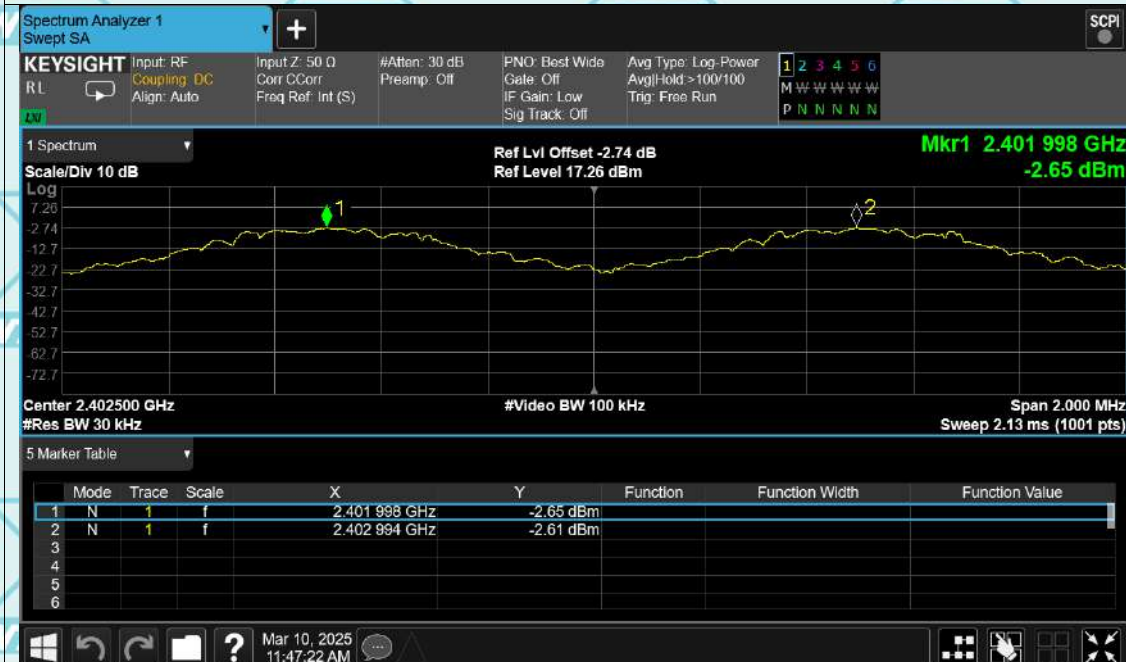 Spectrum Analyzer 1
Swept SA
+
SCPI
KEYSIGHT
RL
LXI
Input: RF
Coupling: DC
Align: Auto
Input Z: 50 Ω
Corr CCorr
Freq Ref: Int (S)
#Atten: 30 dB
Preamp: Off
PNO: Best Wide
Gate: Off
IF Gain: Low
Sig Track: Off
Avg Type: Log-Power
Avg|Hold:>100/100
Trig: Free Run
1 2 3 4 5 6
M W W W W W
P N N N N N
1 Spectrum
Scale/Div 10 dB
Ref Lvl Offset -2.74 dB
Ref Level 17.26 dBm
Mkr1 2.401 998 GHz
-2.65 dBm
Log
7.26
-2.74
-12.7
-22.7
-32.7
-42.7
-52.7
-62.7
-72.7
1
2
Center 2.402500 GHz
#Res BW 30 kHz
#Video BW 100 kHz
Span 2.000 MHz
Sweep 2.13 ms (1001 pts)
5 Marker Table
Mode Trace Scale X Y Function Function Width Function Value
1 N 1 f 2.401 998 GHz -2.65 dBm
2 N 1 f 2.402 994 GHz -2.61 dBm
3
4
5
6
?
Mar 10, 2025
11:47:22 AM